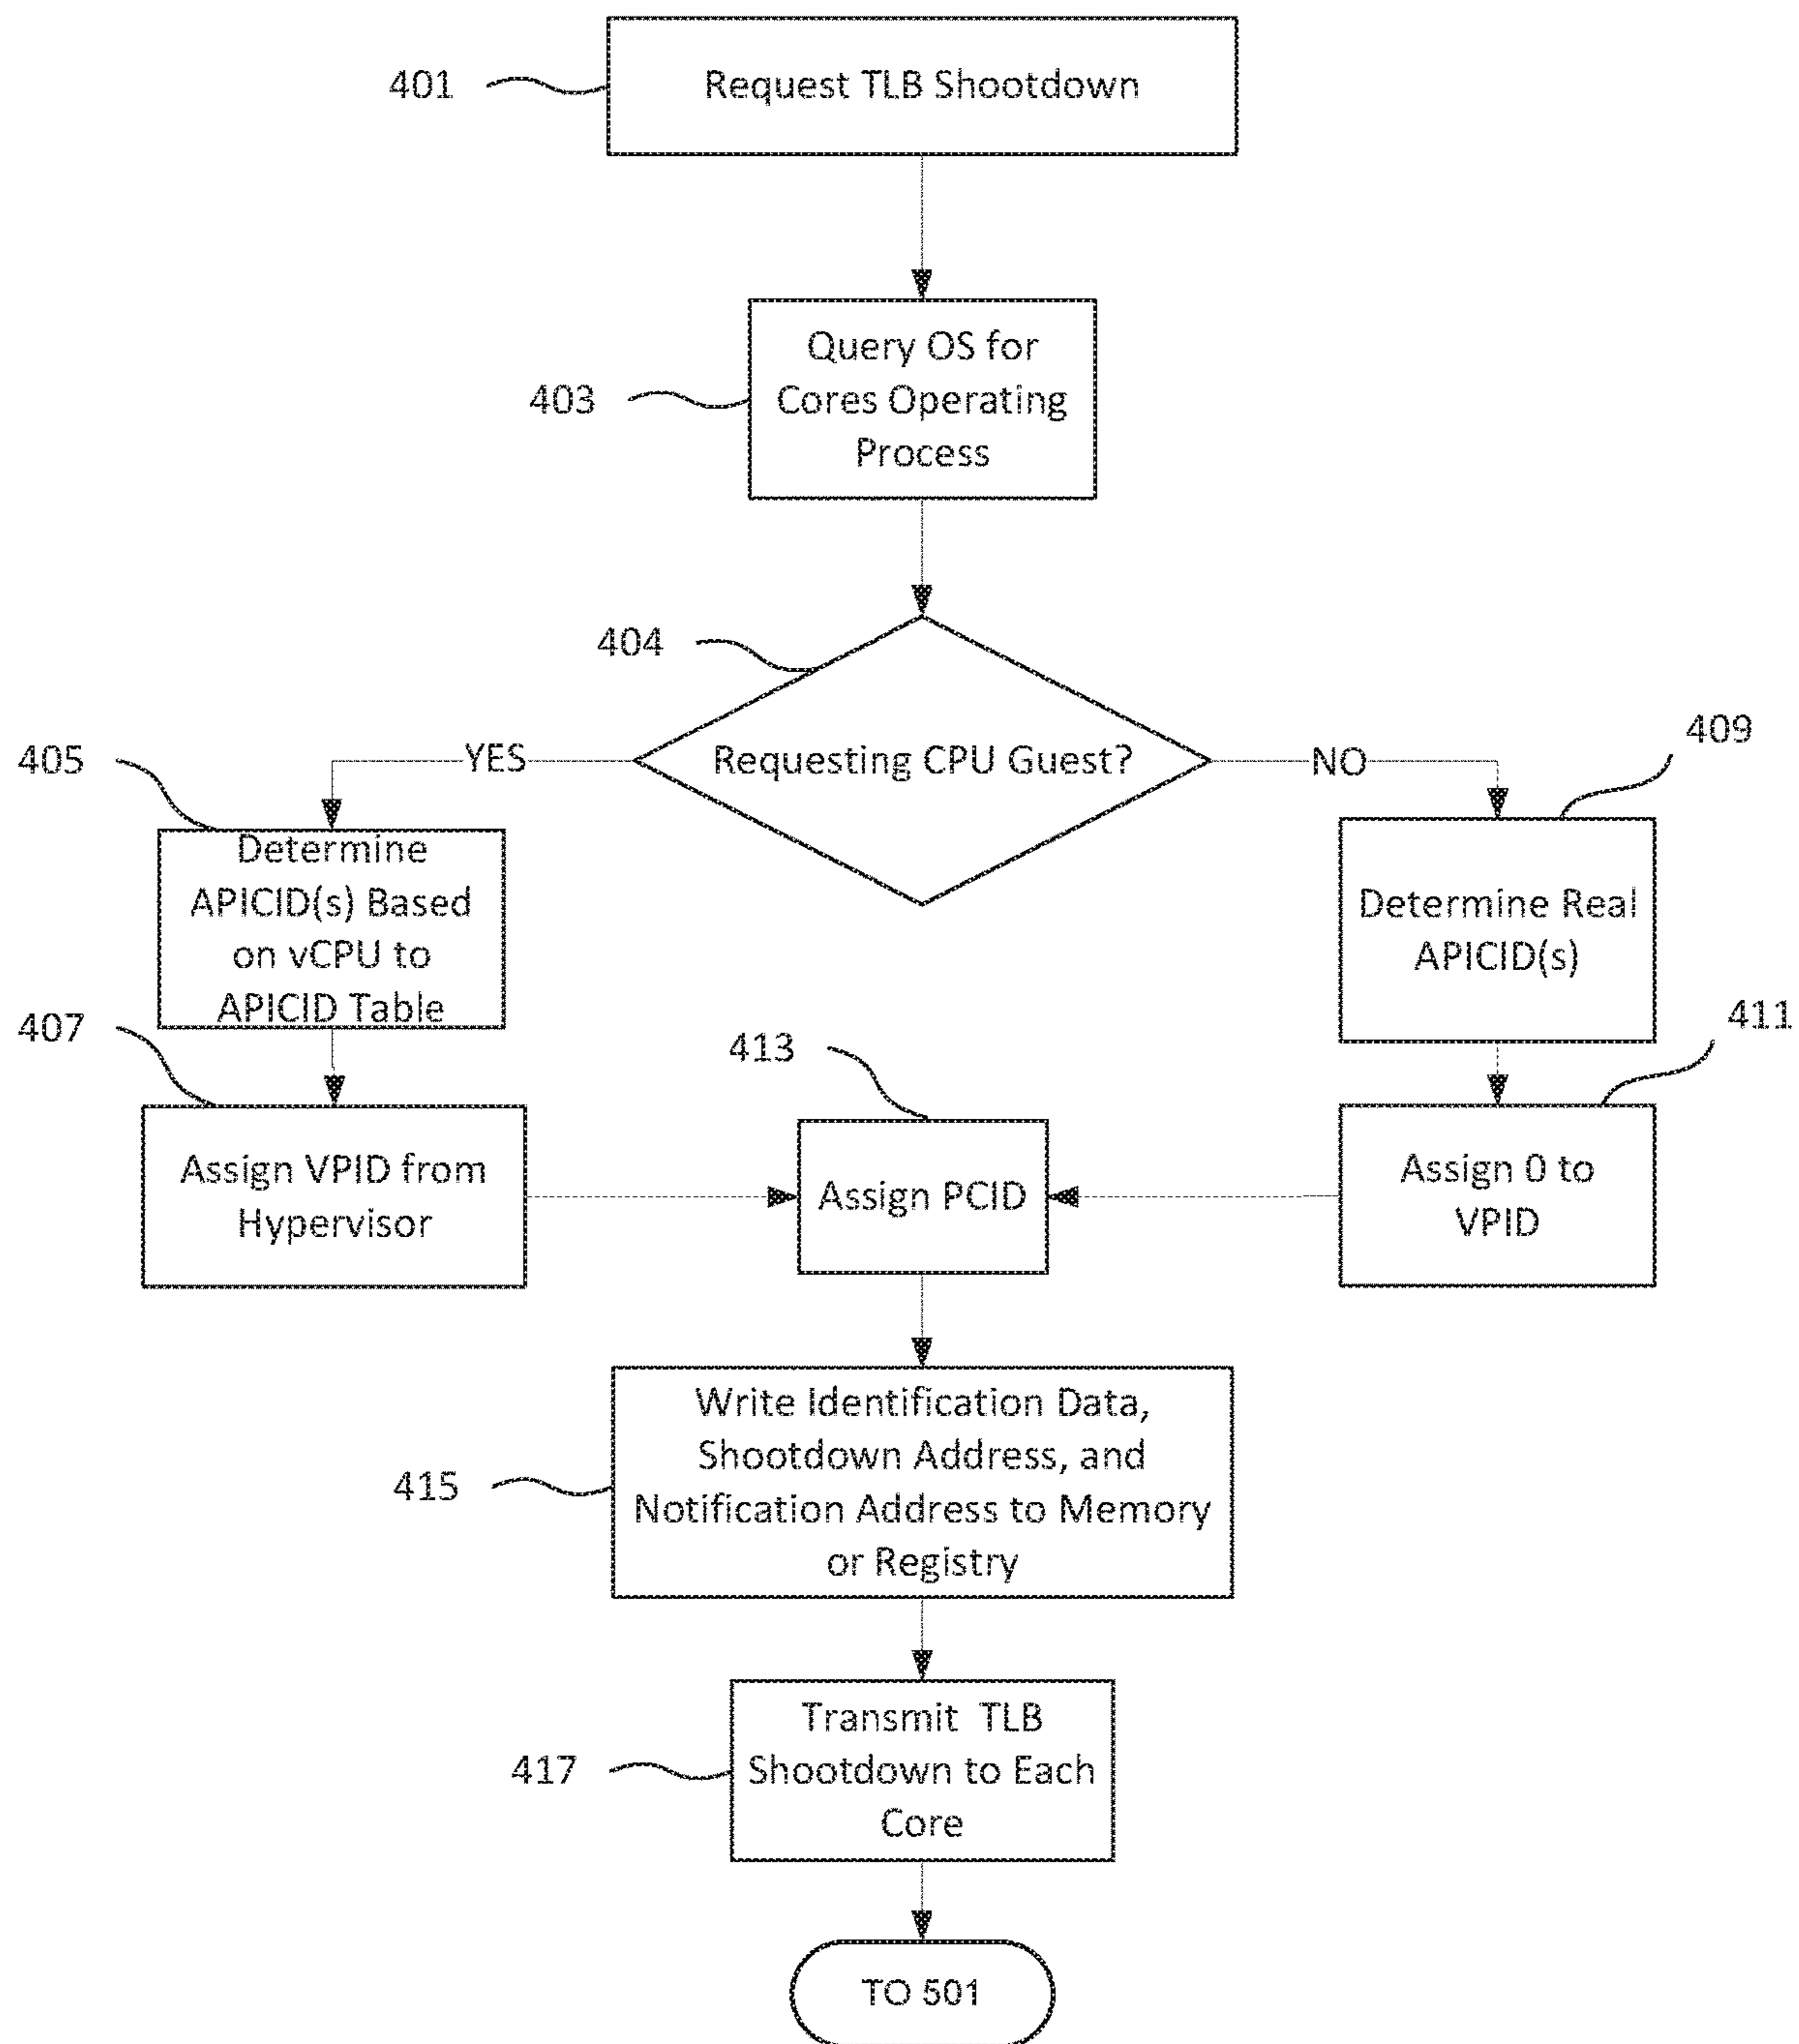 401
Request TLB Shootdown
403
Query OS for
Cores Operating
Process
404
Requesting CPU Guest?
YES
NO
405
Determine
APICID(s) Based
on vCPU to
APICID Table
409
Determine Real
APICID(s)
407
Assign VPID from
Hypervisor
413
Assign PCID
411
Assign 0 to
VPID
415
Write Identification Data,
Shootdown Address, and
Notification Address to Memory
or Registry
417
Transmit TLB
Shootdown to Each
Core
TO 501